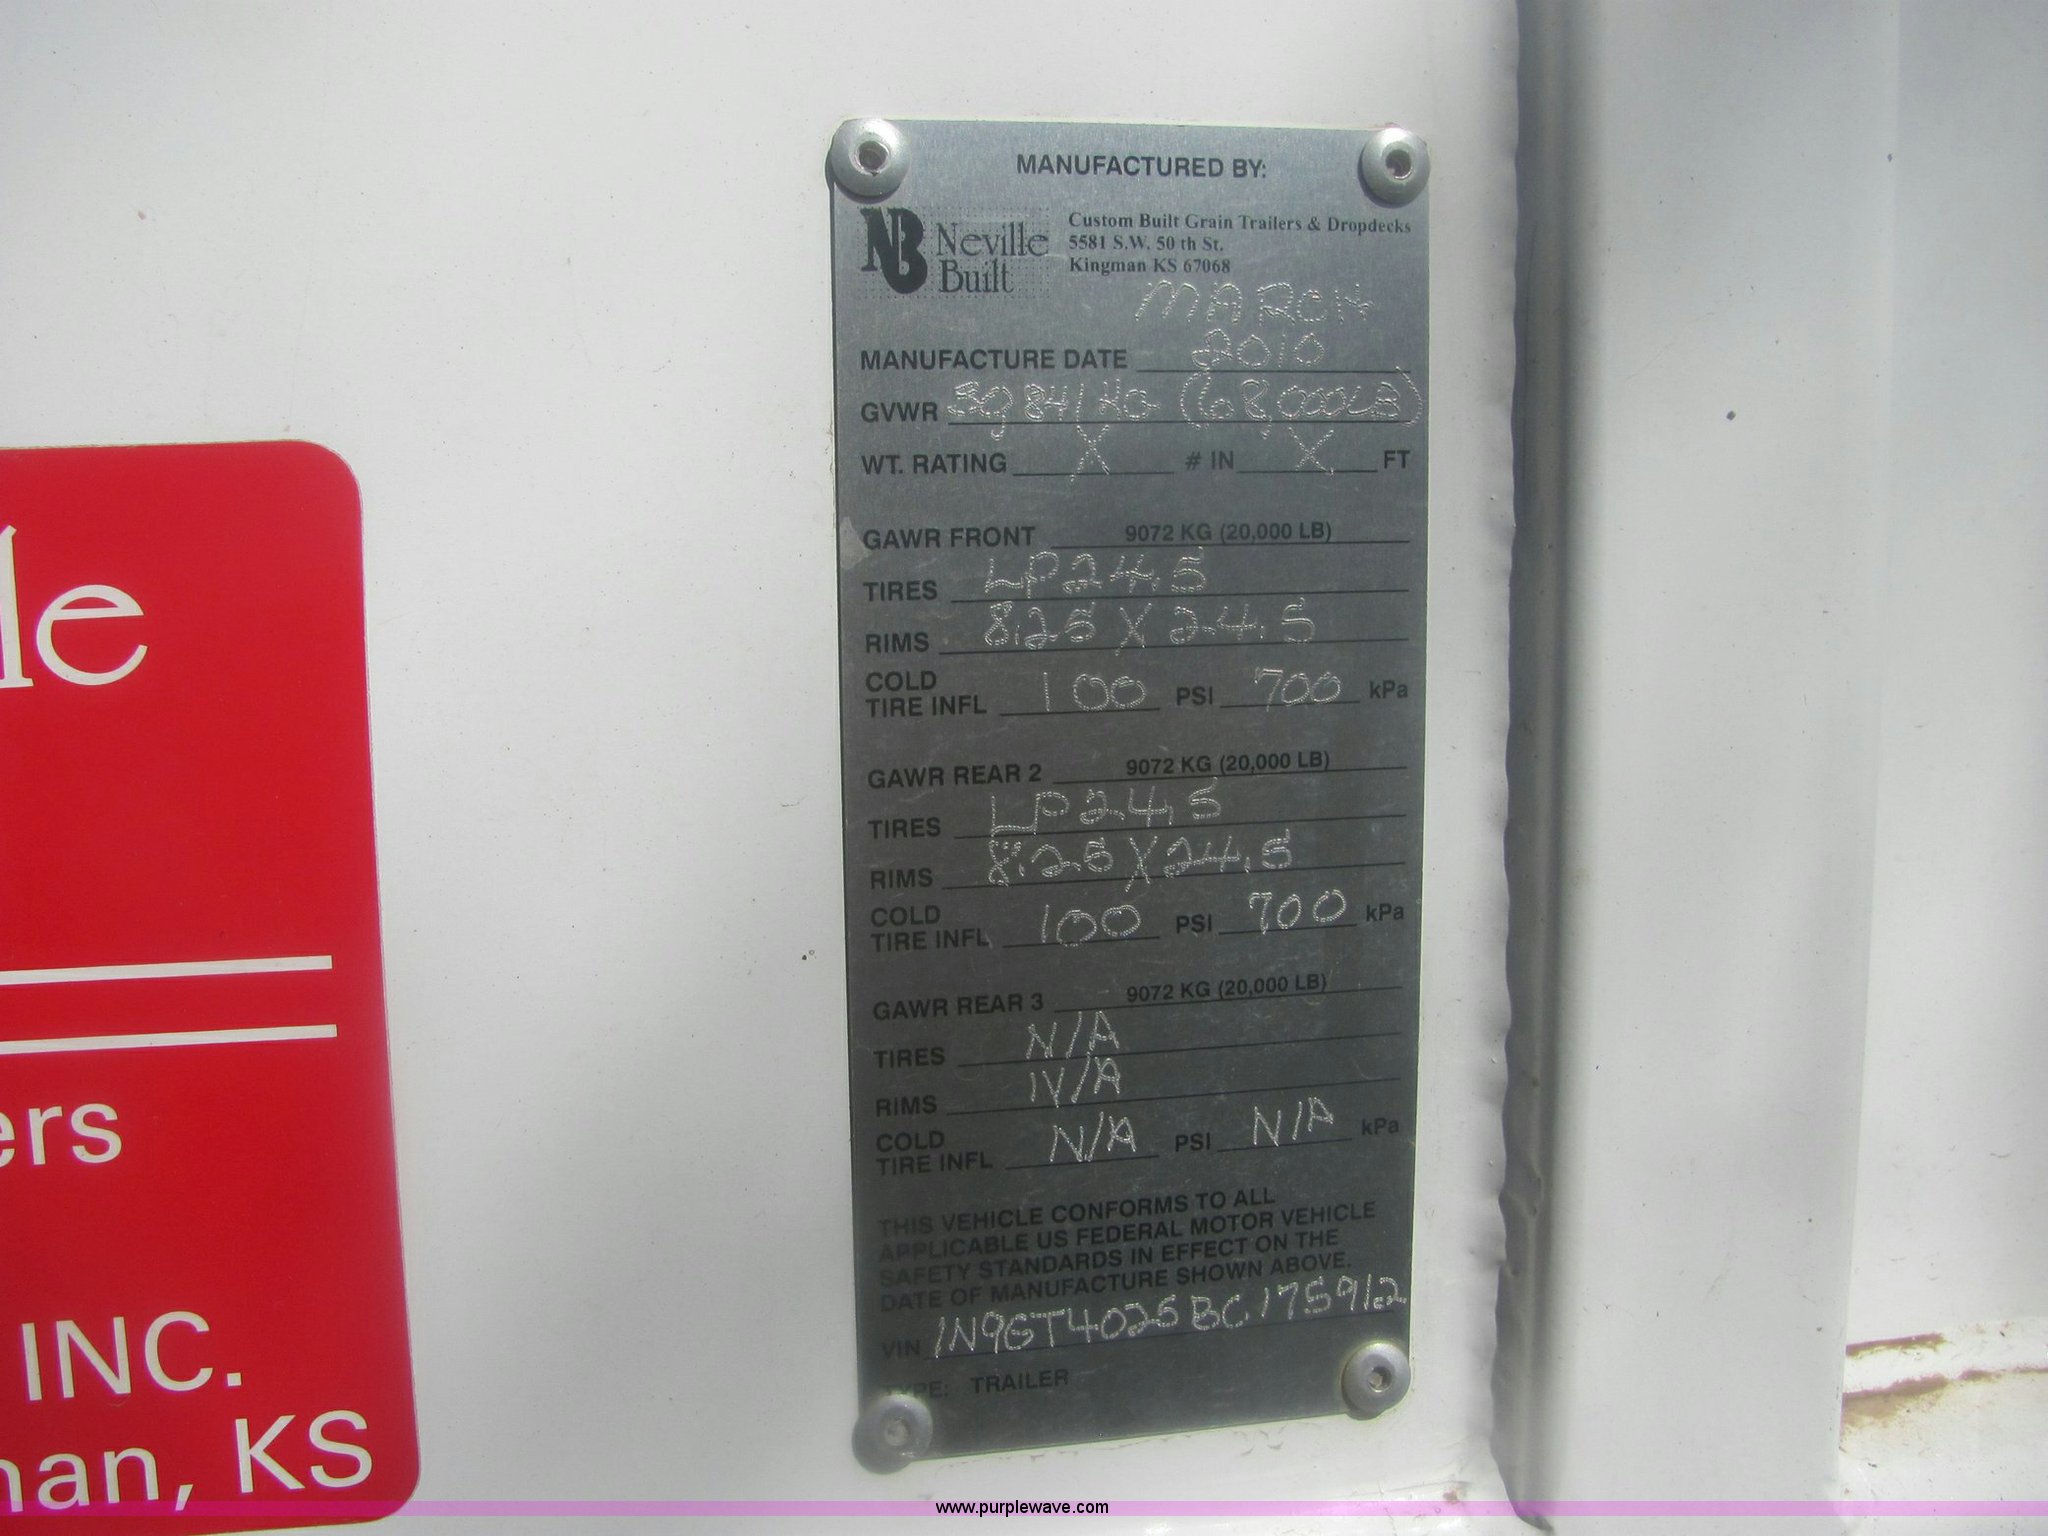 MANUFACTURED BY:
NB Neville Built
Custom Built Grain Trailers & Dropdecks
5581 S.W. 50 th St.
Kingman KS 67068
MARCH
MANUFACTURE DATE 2010
GVWR 39841 KG (68,000LB)
WT. RATING X # IN X FT
GAWR FRONT 9072 KG (20,000 LB)
TIRES LP24.5
RIMS 8.25 X 24.5
COLD
TIRE INFL 100 PSI 700 kPa
GAWR REAR 2 9072 KG (20,000 LB)
TIRES LP24.5
RIMS 8.25 X 24.5
COLD
TIRE INFL 100 PSI 700 kPa
GAWR REAR 3 9072 KG (20,000 LB)
TIRES N/A
RIMS N/A
COLD
TIRE INFL N/A PSI N/A kPa
THIS VEHICLE CONFORMS TO ALL
APPLICABLE US FEDERAL MOTOR VEHICLE
SAFETY STANDARDS IN EFFECT ON THE
DATE OF MANUFACTURE SHOWN ABOVE.
VIN 1N9GT4025BC175912
TYPE: TRAILER
le
ers
INC.
man, KS
www.purplewave.com